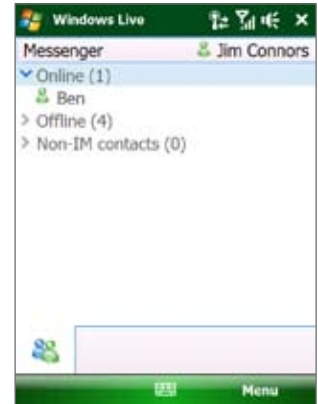 Windows Live
Messenger Jim Connors
Online (1)
Ben
Offline (4)
Non-IM contacts (0)
Menu